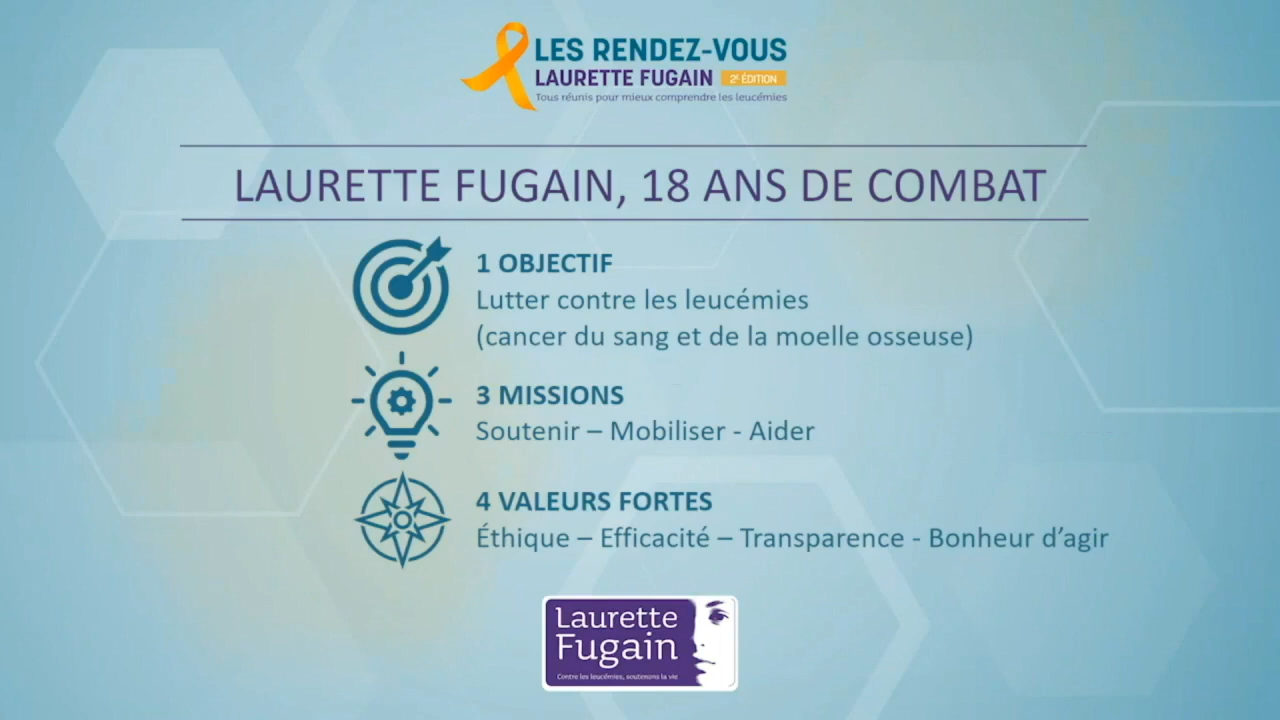 LES RENDEZ-VOUS
LAURETTE FUGAIN 2E ÉDITION
Tous réunis pour mieux comprendre les leucémies
LAURETTE FUGAIN, 18 ANS DE COMBAT
1 OBJECTIF
Lutter contre les leucémies
(cancer du sang et de la moelle osseuse)
3 MISSIONS
Soutenir – Mobiliser - Aider
4 VALEURS FORTES
Éthique – Efficacité – Transparence - Bonheur d’agir
Laurette
Fugain
Contre les leucémies, soutenons la vie